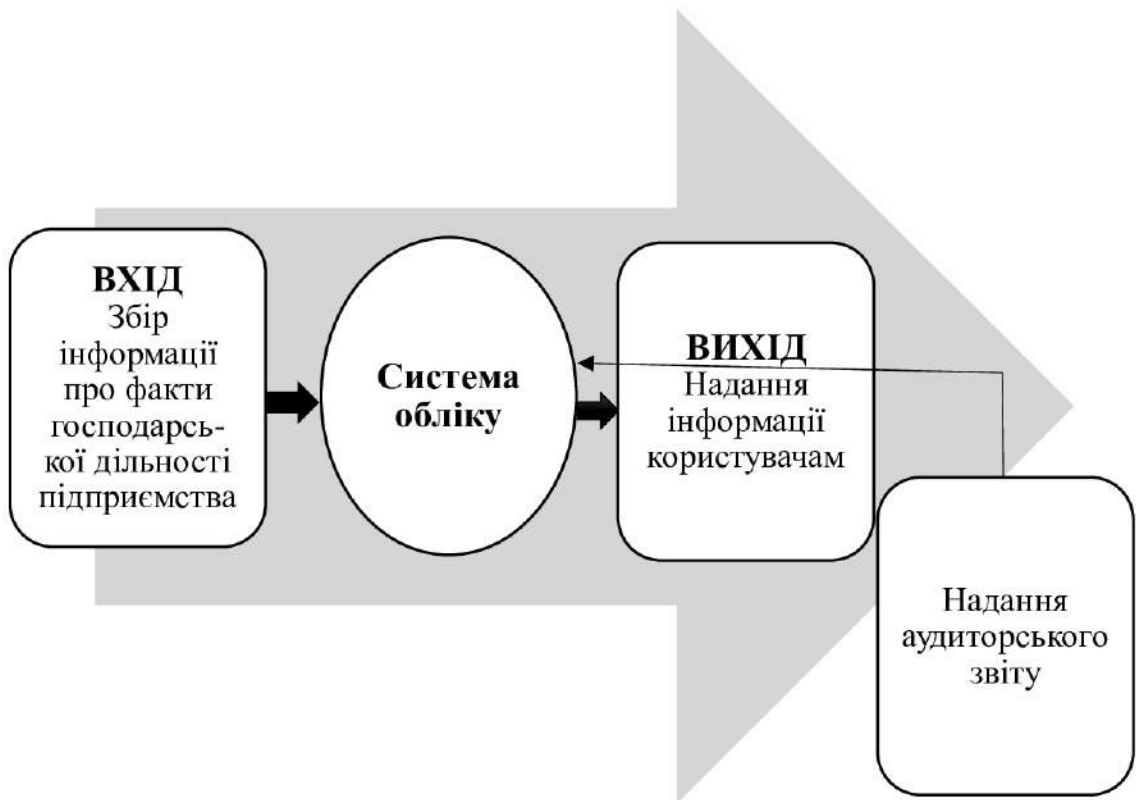 ВХІД
Збір
інформації
про факти
господарсь-
кої дільності
підприємства
Система
обліку
ВИХІД
Надання
інформації
користувачам
Надання
аудиторського
звіту